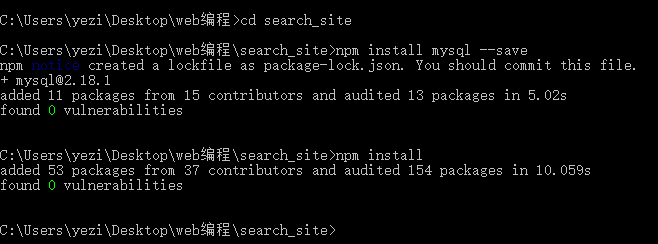 C:\Users\yezi\Desktop\web编程>cd search_site
C:\Users\yezi\Desktop\web编程\search_site>npm install mysql --save
npm notice created a lockfile as package-lock.json. You should commit this file.
+ mysql@2.18.1
added 11 packages from 15 contributors and audited 13 packages in 5.02s
found 0 vulnerabilities
C:\Users\yezi\Desktop\web编程\search_site>npm install
added 53 packages from 37 contributors and audited 154 packages in 10.059s
found 0 vulnerabilities
C:\Users\yezi\Desktop\web编程\search_site>